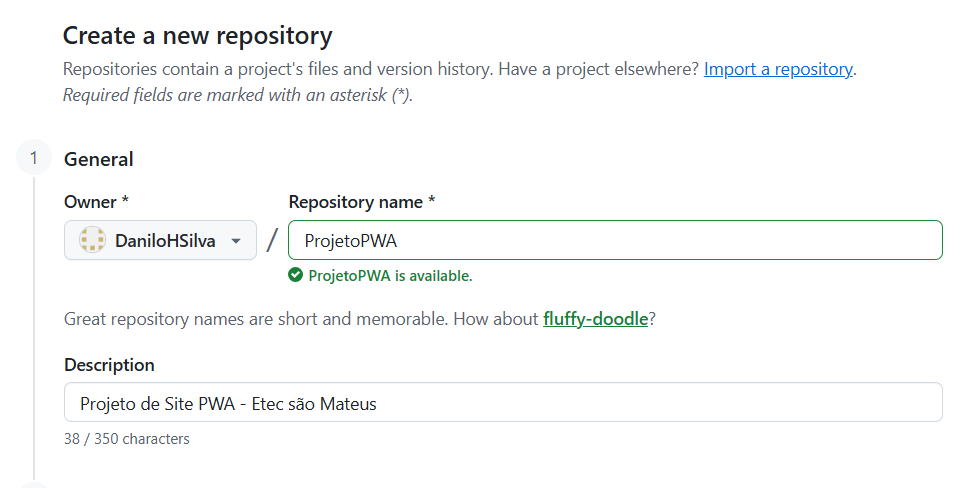 Create a new repository
Repositories contain a project's files and version history. Have a project elsewhere? Import a repository.
Required fields are marked with an asterisk (*).
1
General
Owner *
Repository name *
DaniloHSilva
/
ProjetoPWA
ProjetoPWA is available.
Great repository names are short and memorable. How about fluffy-doodle?
Description
Projeto de Site PWA - Etec são Mateus
38 / 350 characters